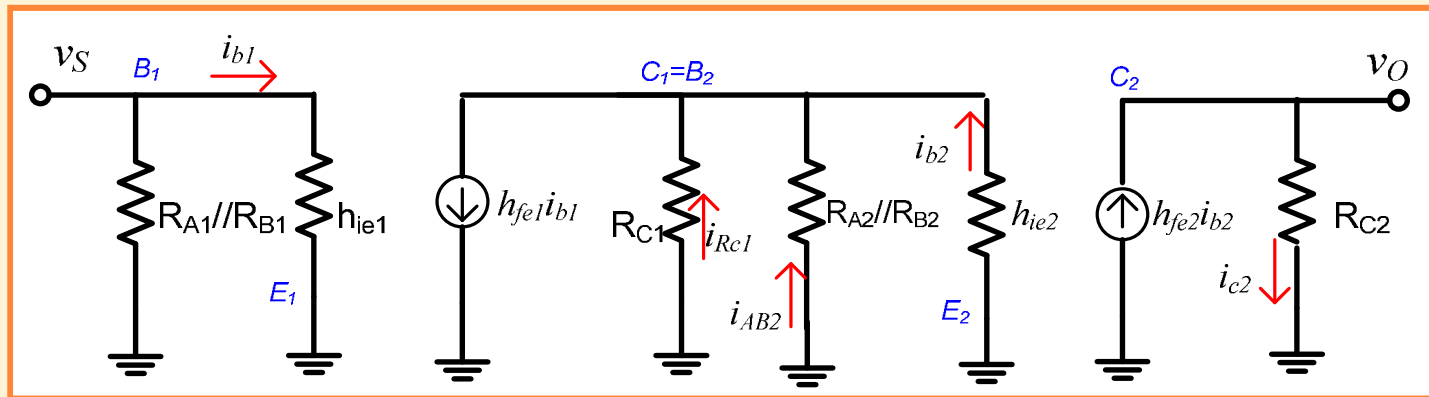 vS
B1
ib1
RA1//RB1
hie1
E1
hfe1ib1
C1=B2
RC1
iRc1
RA2//RB2
iAB2
ib2
hie2
E2
C2
hfe2ib2
vO
RC2
ic2